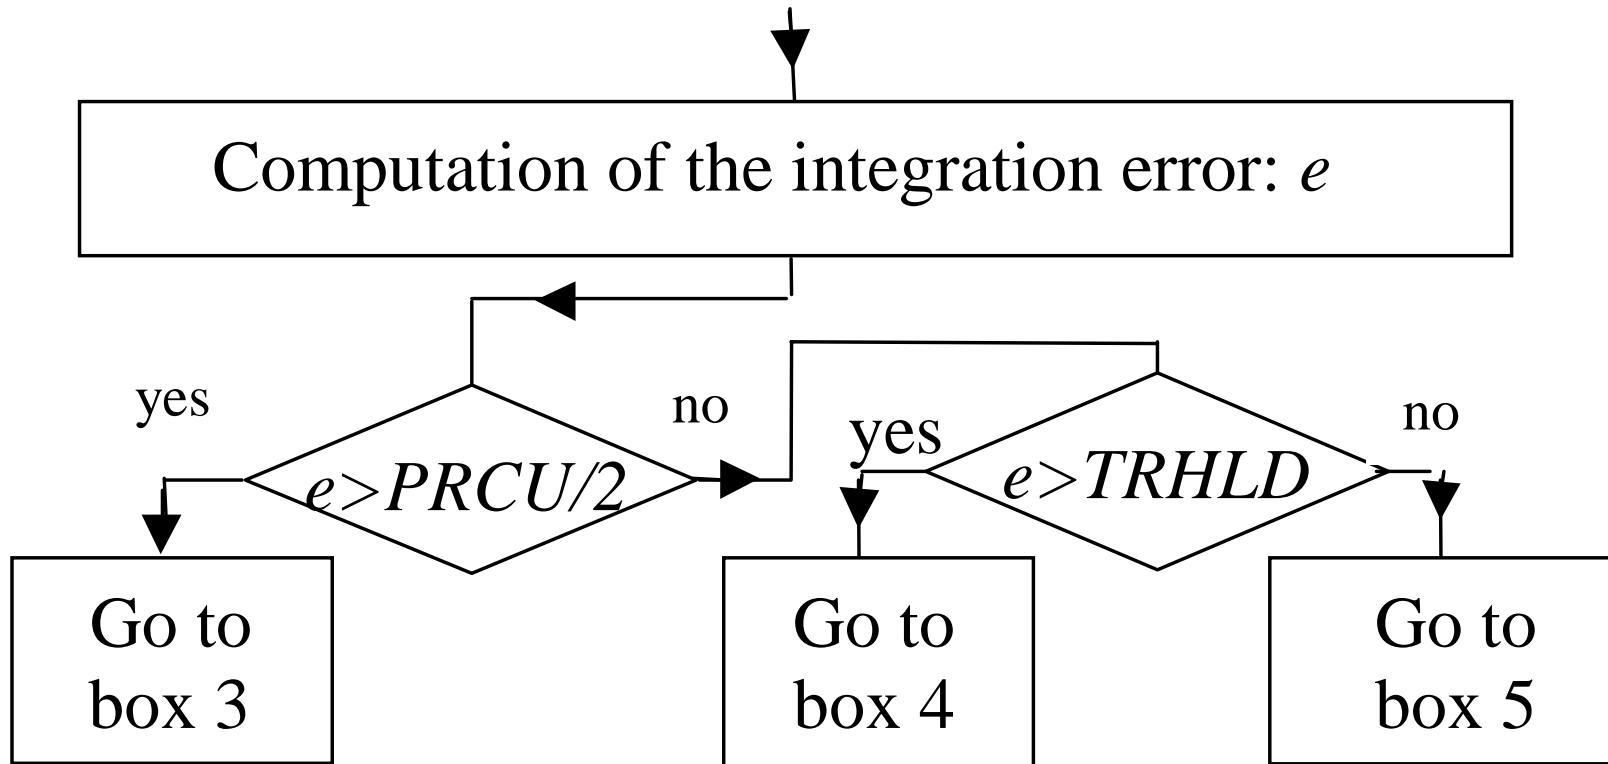 Computation of the integration error: e
yes
no
yes
no
e>PRCU/2
e>TRHLD
Go to
box 3
Go to
box 4
Go to
box 5